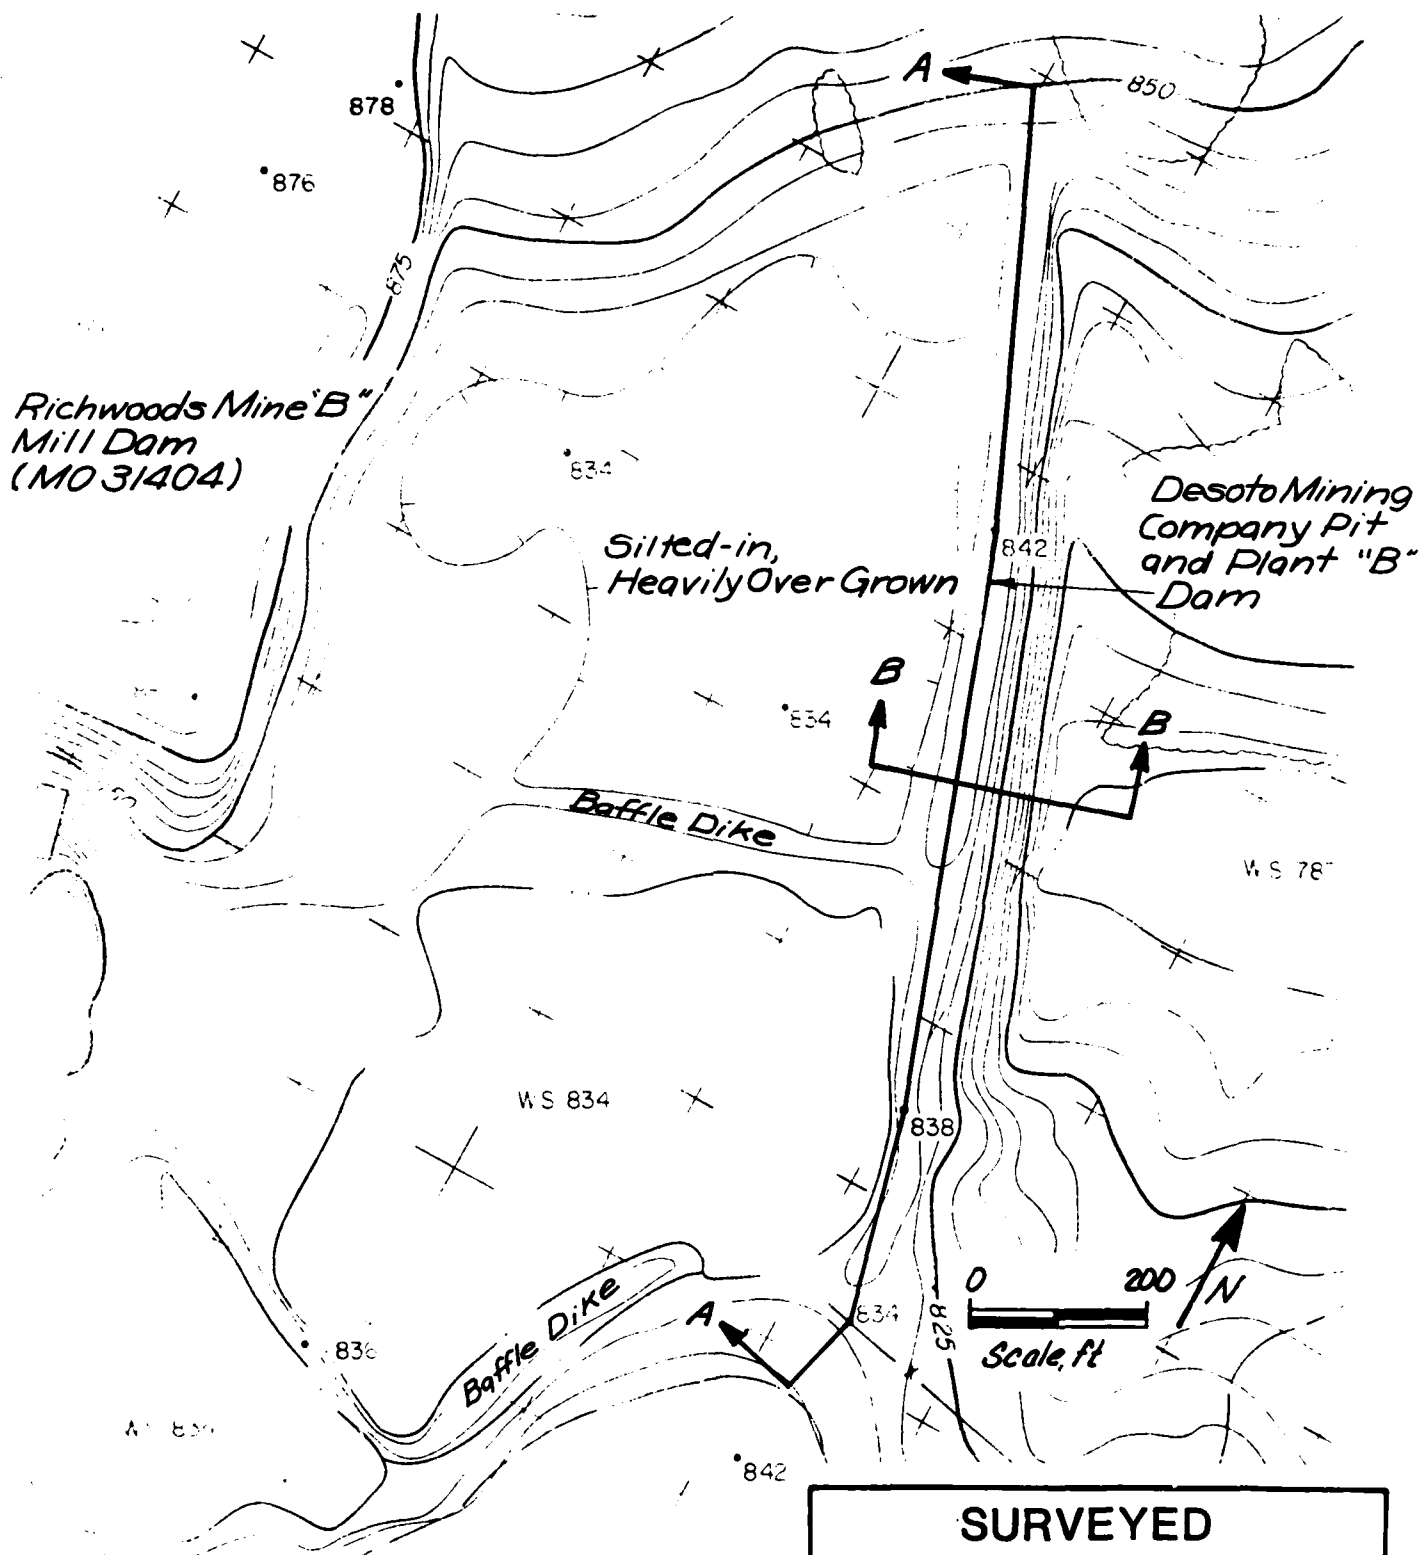 A
850
878
876
875
Richwoods Mine "B"
Mill Dam
(MO 31404)
834
Silted-in,
Heavily Over Grown
842
Desoto Mining
Company Pit
and Plant "B"
Dam
B
834
B
Baffle Dike
W S
WS 834
838
0 200
N
Scale, ft
834
825
A
836
Baffle Dike
842
SURVEYED